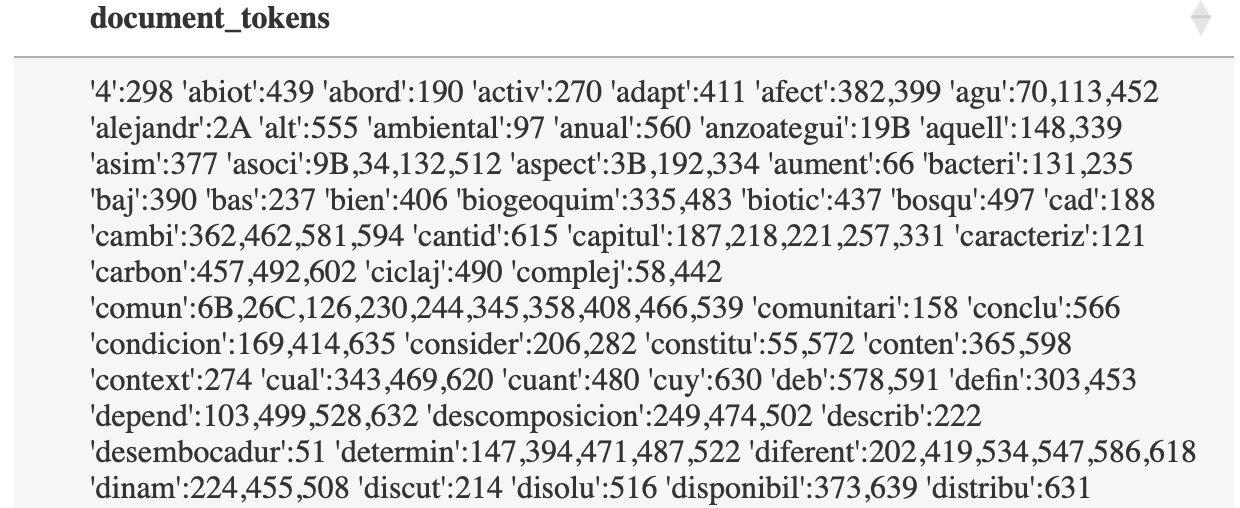 document_tokens
'4':298 'abiot':439 'abord':190 'activ':270 'adapt':411 'afect':382,399 'agu':70,113,452
'alejandr':2A 'alt':555 'ambiental':97 'anual':560 'anzoategui':19B 'aquell':148,339
'asim':377 'asoci':9B,34,132,512 'aspect':3B,192,334 'aument':66 'bacteri':131,235
'baj':390 'bas':237 'bien':406 'biogeoquim':335,483 'biotic':437 'bosqu':497 'cad':188
'cambi':362,462,581,594 'cantid':615 'capitul':187,218,221,257,331 'caracteriz':121
'carbon':457,492,602 'ciclaj':490 'complej':58,442
'comun':6B,26C,126,230,244,345,358,408,466,539 'comunitari':158 'conclu':566
'condicion':169,414,635 'consider':206,282 'constitu':55,572 'conten':365,598
'context':274 'cual':343,469,620 'cuant':480 'cuy':630 'deb':578,591 'defin':303,453
'depend':103,499,528,632 'descomposicion':249,474,502 'describ':222
'desembocadur':51 'determin':147,394,471,487,522 'diferent':202,419,534,547,586,618
'dinam':224,455,508 'discut':214 'disolu':516 'disponibil':373,639 'distribu':631